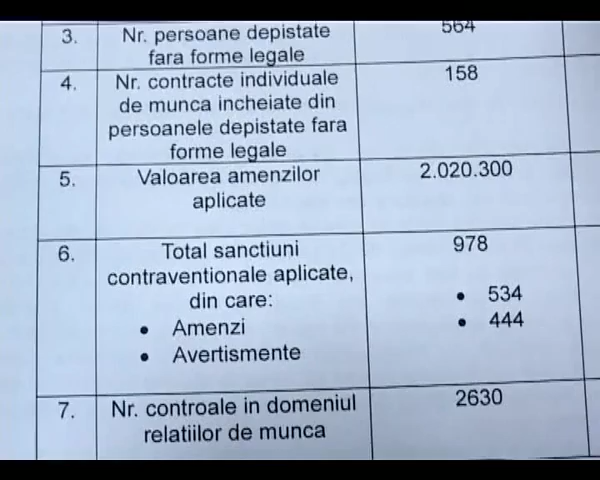 3. Nr. persoane depistate 564
fara forme legale
4. Nr. contracte individuale 158
de munca incheiate din
persoanele depistate fara
forme legale
5. Valoarea amenzilor 2.020.300
aplicate
6. Total sanctiuni 978
contraventionale aplicate,
din care:
• Amenzi • 534
• Avertismente • 444
7. Nr. controale in domeniul 2630
relatiilor de munca